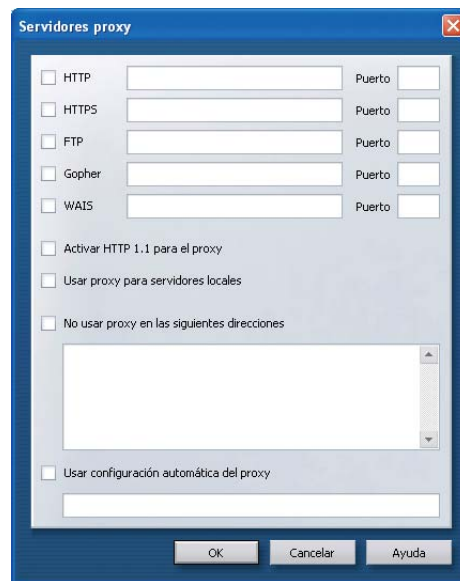 Servidores proxy
HTTP Puerto
HTTPS Puerto
FTP Puerto
Gopher Puerto
WAIS Puerto
Activar HTTP 1.1 para el proxy
Usar proxy para servidores locales
No usar proxy en las siguientes direcciones
Usar configuración automática del proxy
OK Cancelar Ayuda